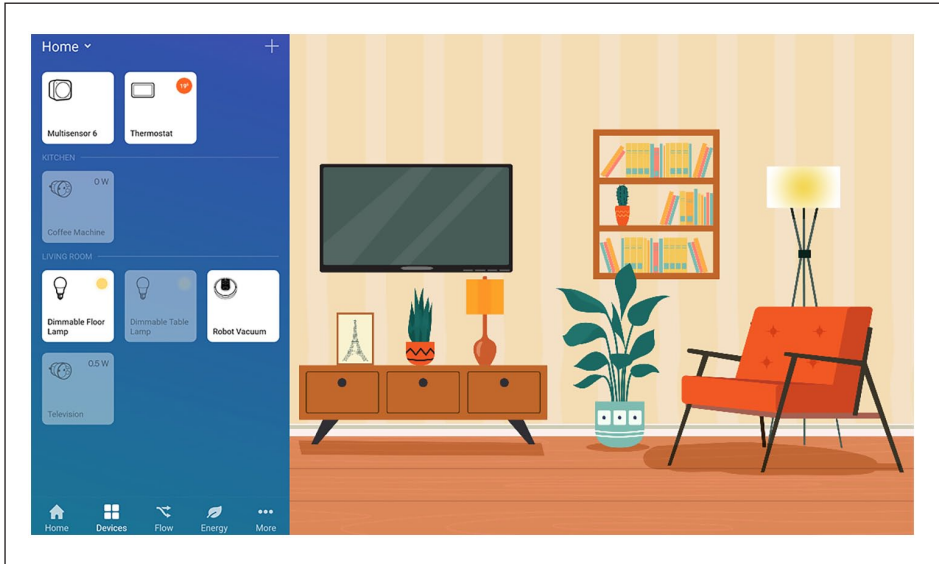 Home
Multisensor 6
19°
Thermostat
KITCHEN
0 W
Coffee Machine
LIVING ROOM
Dimmable Floor
Lamp
Dimmable Table
Lamp
Robot Vacuum
0.5 W
Television
Home Devices Flow Energy More